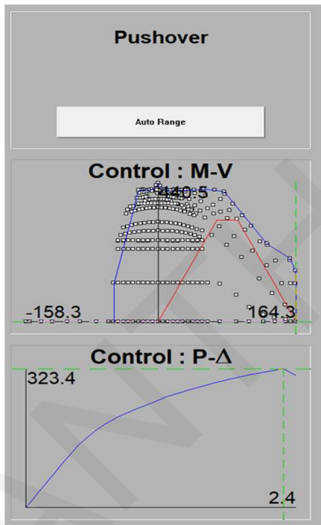 Pushover
Auto Range
Control : M-V
440.5
-158.3
164.3
Control : P-Δ
323.4
2.4